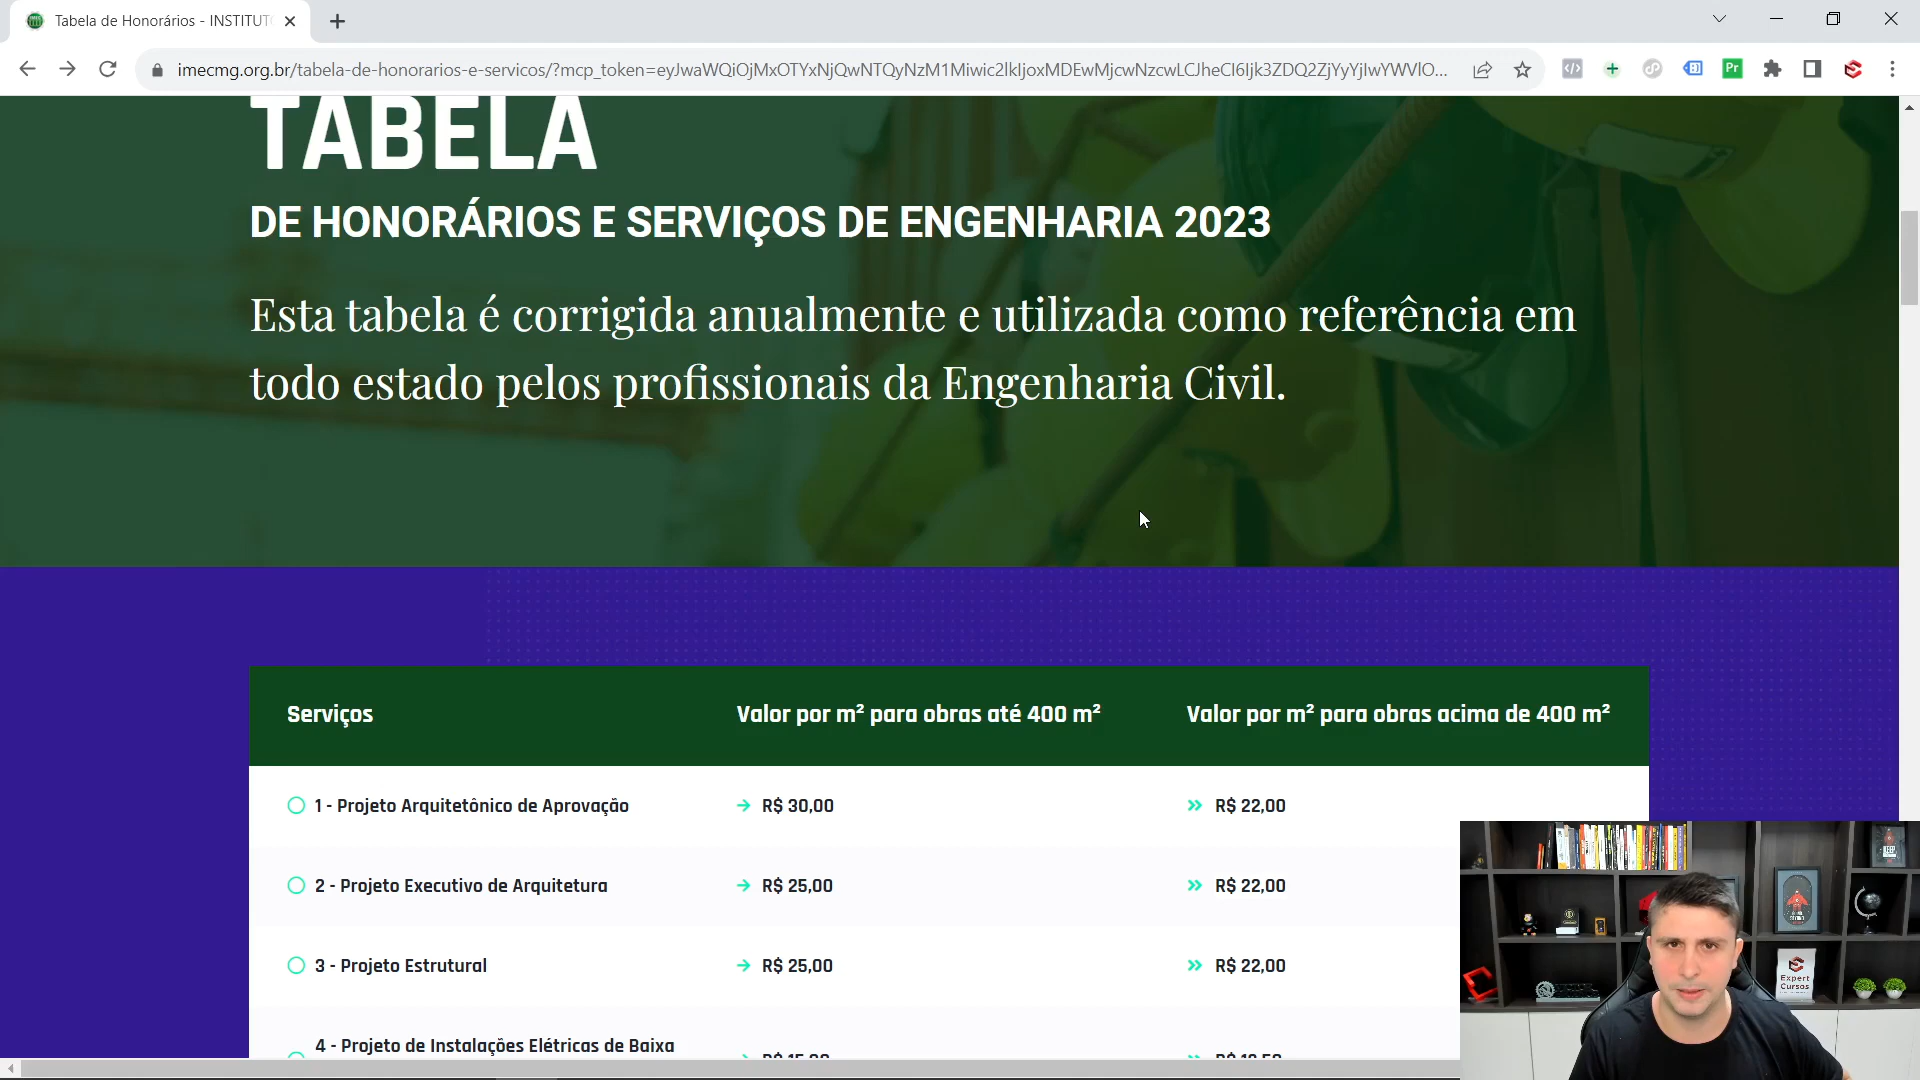 Tabela de Honorários - INSTITUT
imecmg.org.br/tabela-de-honorarios-e-servicos/?mcp_token=
TABELA
DE HONORÁRIOS E SERVIÇOS DE ENGENHARIA 2023
Esta tabela é corrigida anualmente e utilizada como referência em
todo estado pelos profissionais da Engenharia Civil.
Serviços Valor por m² para obras até 400 m² Valor por m² para obras acima de 400 m²
1 - Projeto Arquitetônico de Aprovação R$ 30,00 R$ 22,00
2 - Projeto Executivo de Arquitetura R$ 25,00 R$ 22,00
3 - Projeto Estrutural R$ 25,00 R$ 22,00
4 - Projeto de Instalações Elétricas de Baixa
Expert
Cursos